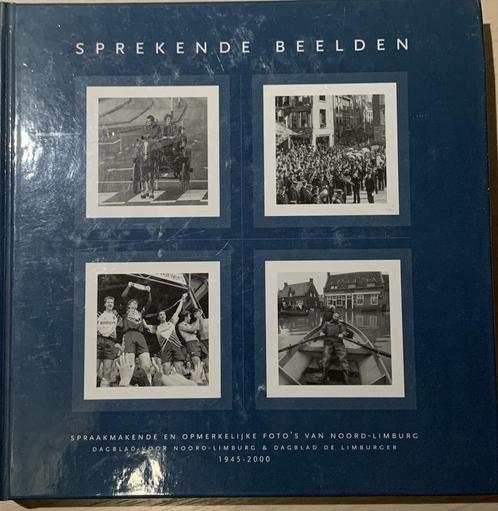 SPREKENDE BEELDEN
SPRAAKMAKENDE EN OPMERKELIJKE FOTO'S VAN NOORD-LIMBURG
DAGBLAD VOOR NOORD-LIMBURG & DAGBLAD DE LIMBURGER
1945-2000